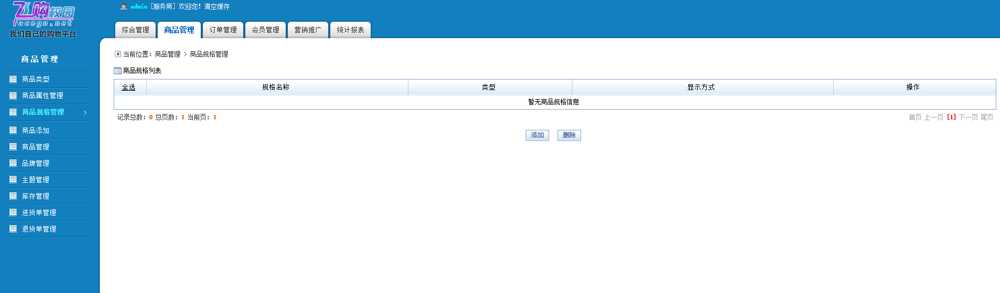 飞购校园
facego.net
我们自己的购物平台
admin [服务商] 欢迎您! 清空缓存
综合管理 商品管理 订单管理 会员管理 营销推广 统计报表
商品管理
商品类型
商品属性管理
商品规格管理
商品添加
商品管理
品牌管理
主题管理
库存管理
进货单管理
退货单管理
当前位置: 商品管理 > 商品规格管理
商品规格列表
全选 规格名称 类型 显示方式 操作
暂无商品规格信息
记录总数: 0 总页数: 1 当前页: 1 首页 上一页 [1] 下一页 尾页
添加 删除